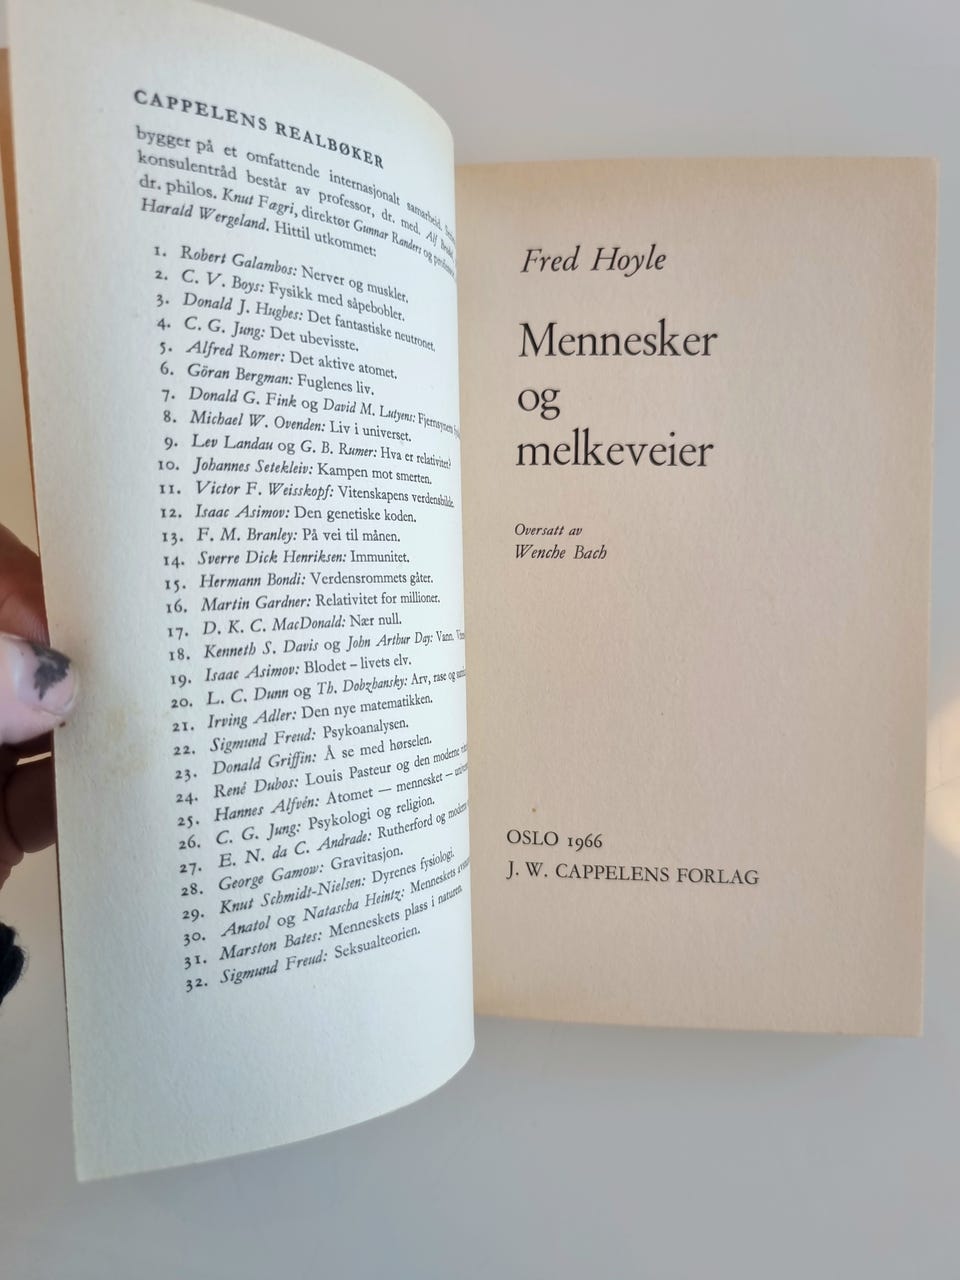 CAPPELENS REALBØKER
bygger på et omfattende internasjonalt samarbeid.
konsulentråd består av professor, dr. med. Alf
dr. philos. Knut Fægri, direktør Gunnar Randers og
Harald Wergeland. Hittil utkommet:
1. Robert Galambos: Nerver og muskler.
2. C. V. Boys: Fysikk med såpebobler.
3. Donald J. Hughes: Det fantastiske neutronet.
4. C. G. Jung: Det ubevisste.
5. Alfred Romer: Det aktive atomet.
6. Göran Bergman: Fuglenes liv.
7. Donald G. Fink og David M. Lutyens: Fjernsynets
8. Michael W. Ovenden: Liv i universet.
9. Lev Landau og G. B. Rumer: Hva er relativitet?
10. Johannes Setekleiv: Kampen mot smerten.
11. Victor F. Weisskopf: Vitenskapens verdensbilde.
12. Isaac Asimov: Den genetiske koden.
13. F. M. Branley: På vei til månen.
14. Sverre Dick Henriksen: Immunitet.
15. Hermann Bondi: Verdensrommets gåter.
16. Martin Gardner: Relativitet for millioner.
17. D. K. C. MacDonald: Nær null.
18. Kenneth S. Davis og John Arthur Day: Vann.
19. Isaac Asimov: Blodet – livets elv.
20. L. C. Dunn og Th. Dobzhansky: Arv, rase og
21. Irving Adler: Den nye matematikken.
22. Sigmund Freud: Psykoanalysen.
23. Donald Griffin: Å se med hørselen.
24. René Dubos: Louis Pasteur og den moderne
25. Hannes Alfvén: Atomet — mennesket —
26. C. G. Jung: Psykologi og religion.
27. E. N. da C. Andrade: Rutherford og
28. George Gamow: Gravitasjon.
29. Knut Schmidt-Nielsen: Dyrenes fysiologi.
30. Anatol og Natascha Heintz: Menneskets
31. Marston Bates: Menneskets plass i naturen.
32. Sigmund Freud: Seksualteorien.
Fred Hoyle
Mennesker
og
melkeveier
Oversatt av
Wenche Bach
OSLO 1966
J. W. CAPPELENS FORLAG